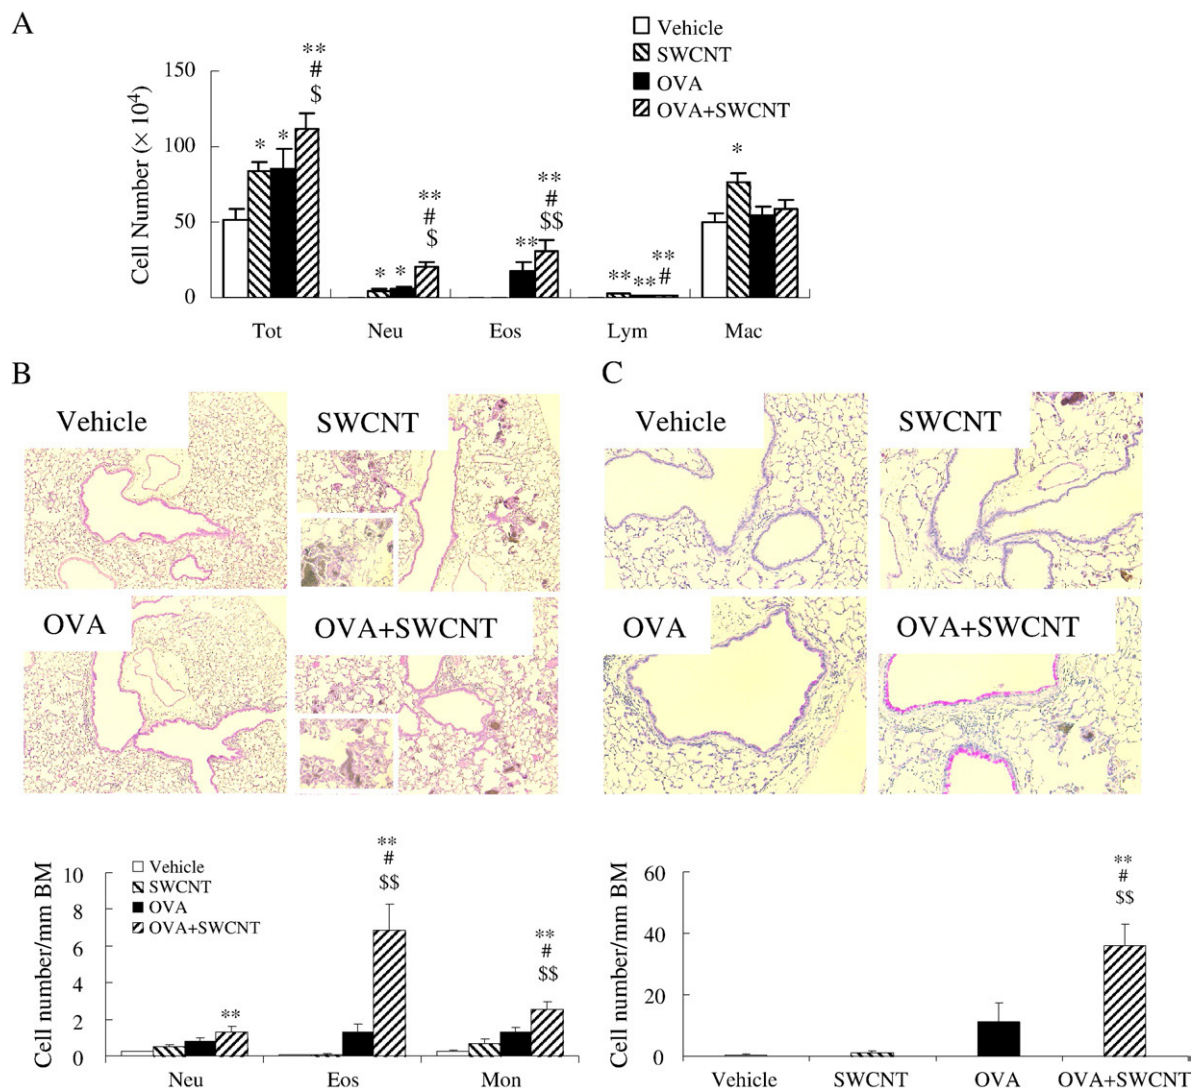 A
Vehicle
SWCNT
OVA
OVA+SWCNT
Cell Number (× 10⁴)
150
100
50
0
*
*
**
#
$
*
*
**
#
$
**
**
#
$$
**
**
**
#
*
Tot Neu Eos Lym Mac
B
Vehicle
SWCNT
OVA
OVA+SWCNT
Cell number/mm BM
10
8
6
4
2
0
Vehicle
SWCNT
OVA
OVA+SWCNT
**
**
#
$$
**
#
$$
Neu Eos Mon
C
Vehicle
SWCNT
OVA
OVA+SWCNT
Cell number/mm BM
60
40
20
0
**
#
$$
Vehicle SWCNT OVA OVA+SWCNT